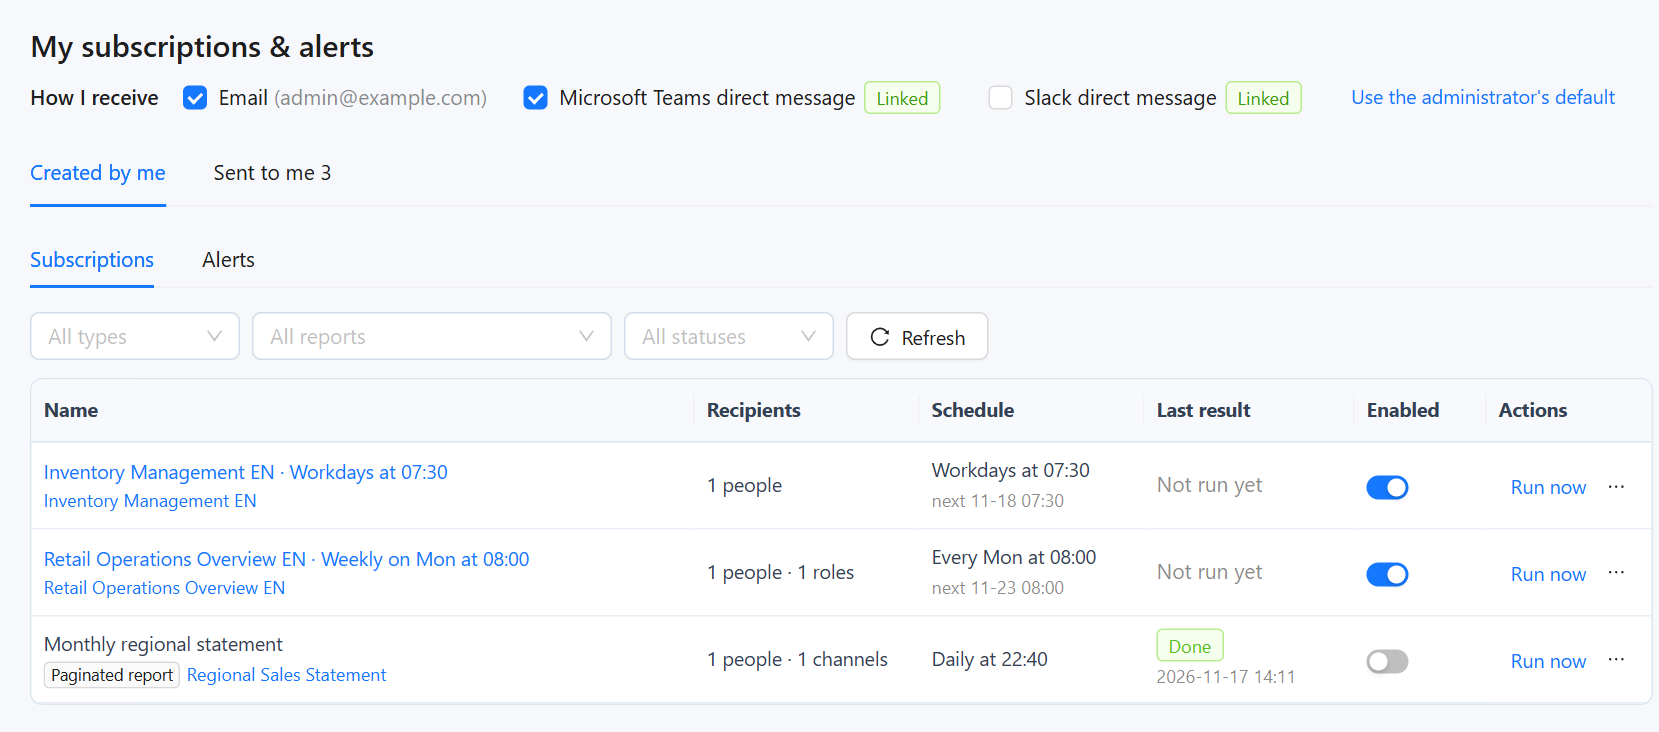 My subscriptions & alerts
How I receive Email (admin@example.com) Microsoft Teams direct message Linked Slack direct message Linked Use the administrator's default
Created by me Sent to me 3
Subscriptions Alerts
All types All reports All statuses Refresh
Name Recipients Schedule Last result Enabled Actions
Inventory Management EN · Workdays at 07:30
Inventory Management EN
1 people
Workdays at 07:30
next 11-18 07:30
Not run yet
Run now ···
Retail Operations Overview EN · Weekly on Mon at 08:00
Retail Operations Overview EN
1 people · 1 roles
Every Mon at 08:00
next 11-23 08:00
Not run yet
Run now ···
Monthly regional statement
Paginated report Regional Sales Statement
1 people · 1 channels
Daily at 22:40
Done
2026-11-17 14:11
Run now ···